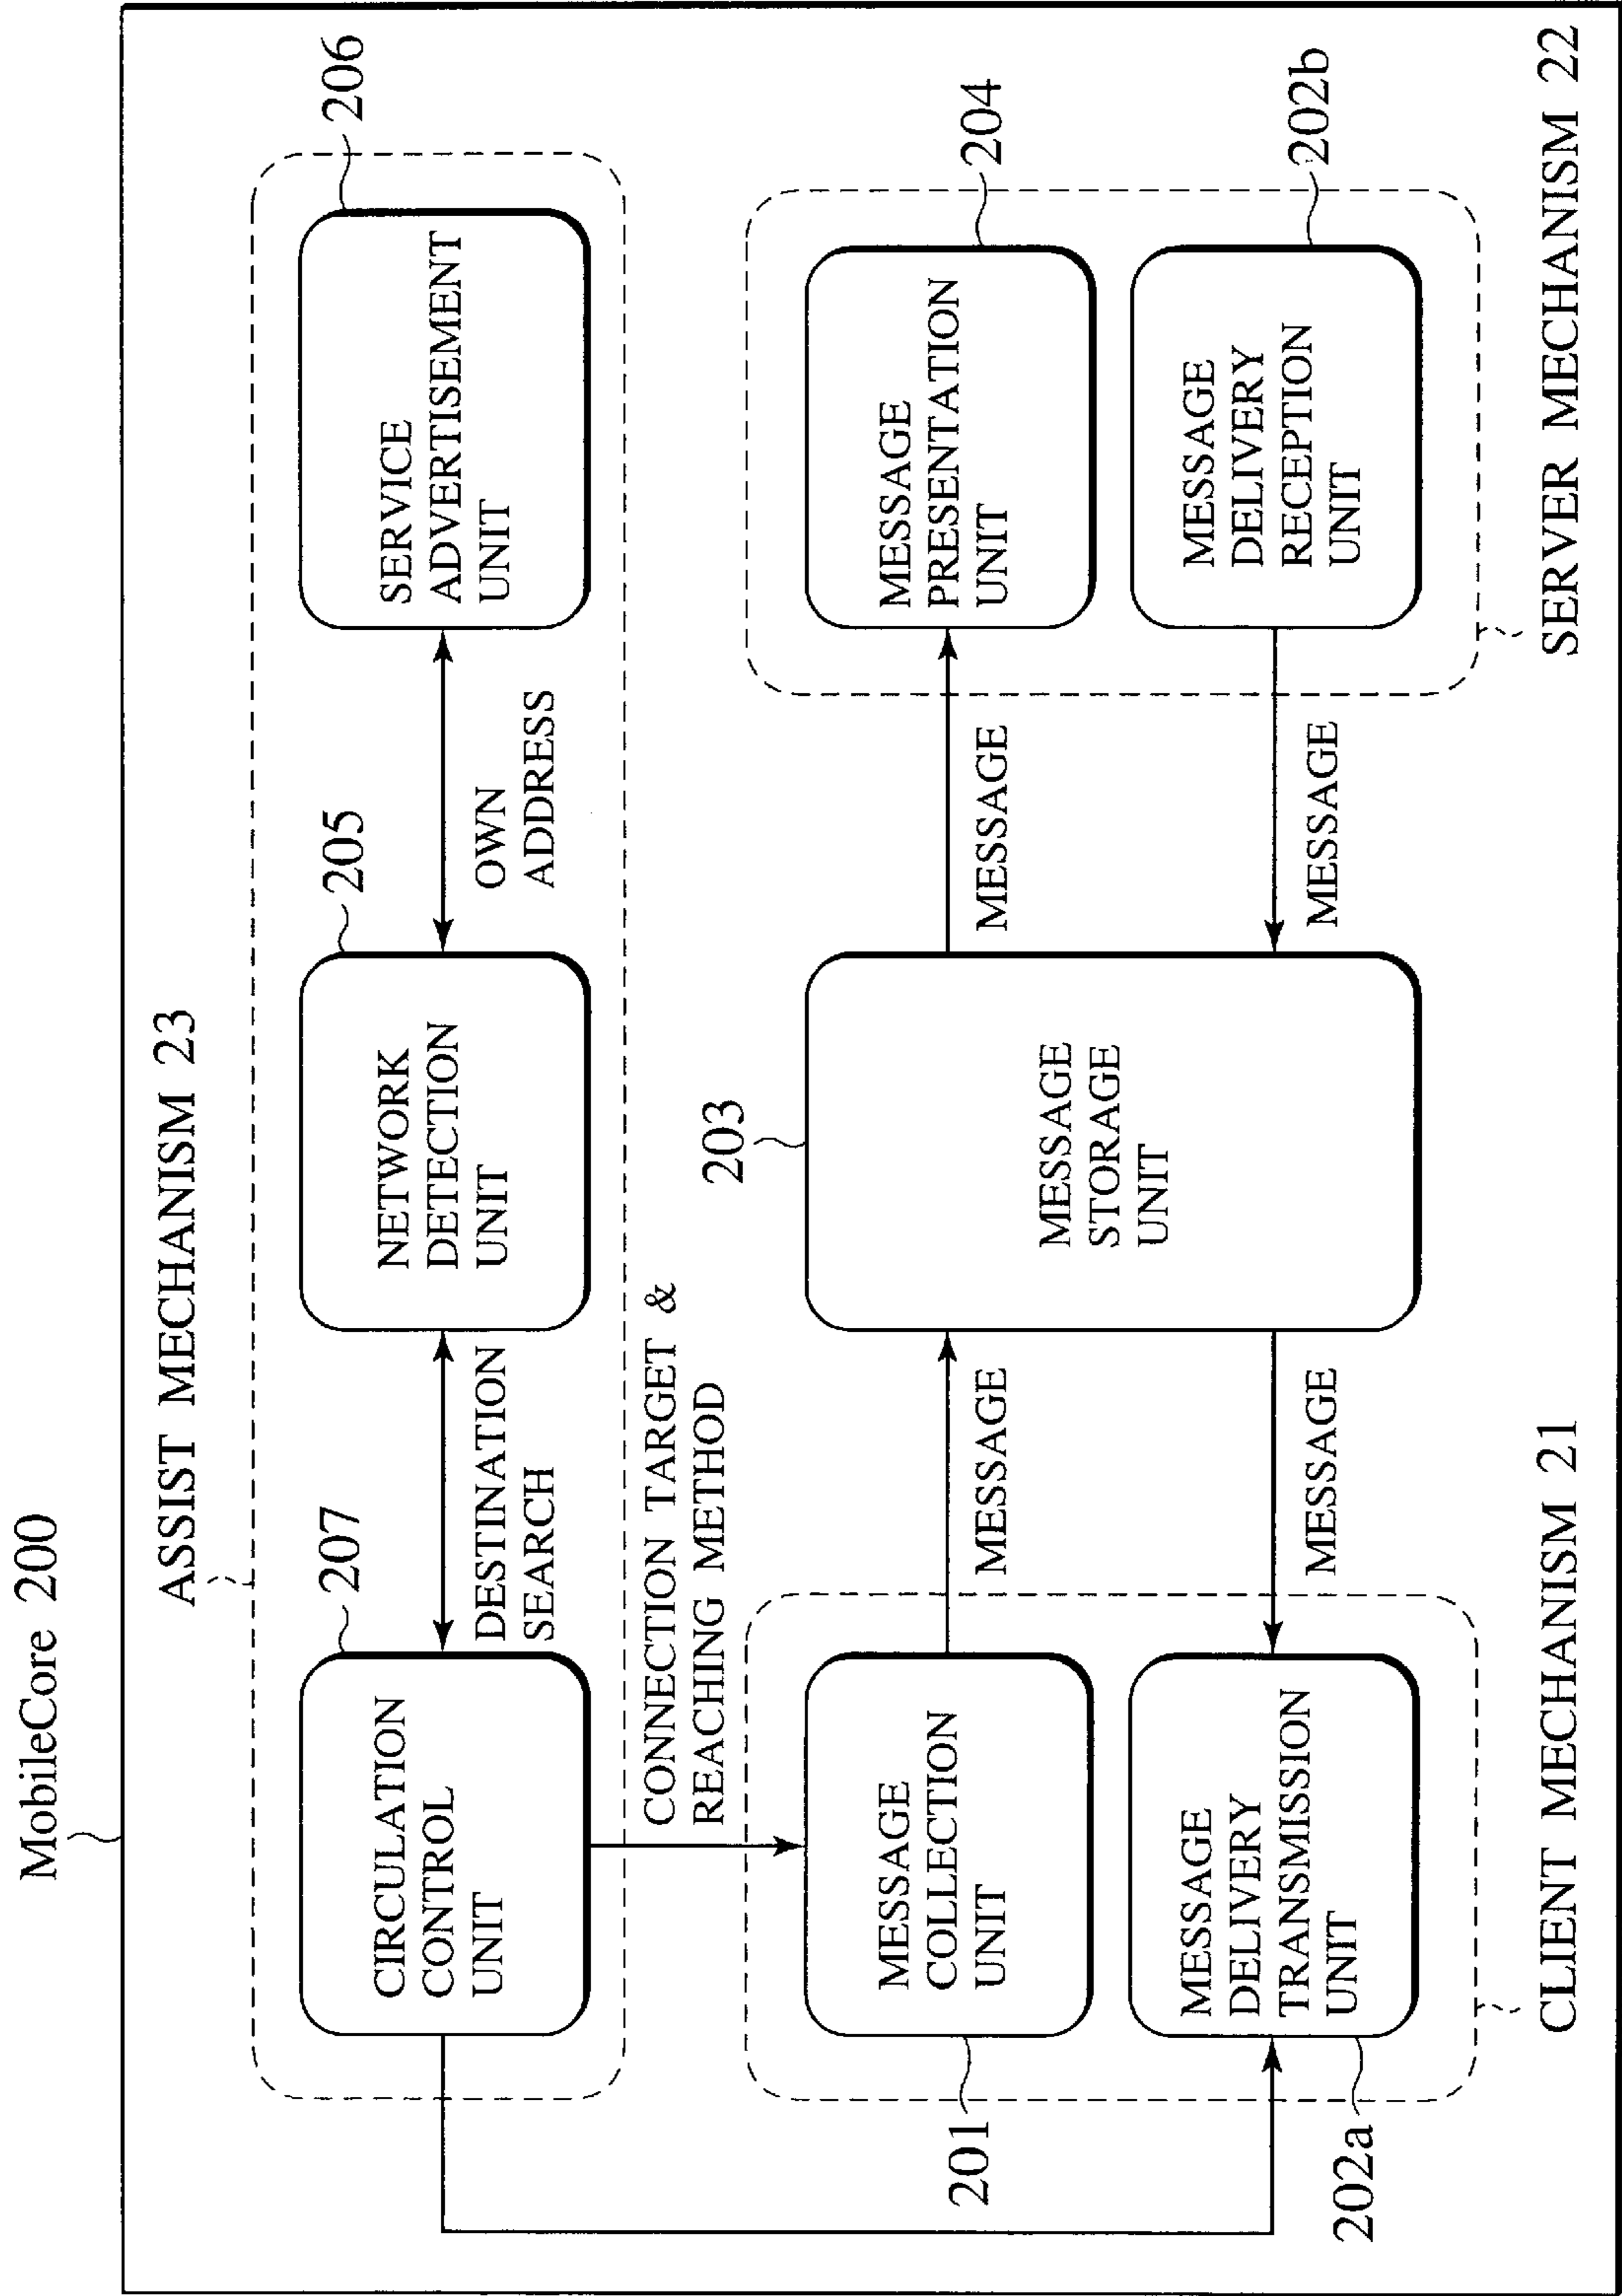 MobileCore 200
ASSIST MECHANISM 23
207
205
206
CIRCULATION
CONTROL
UNIT
DESTINATION
SEARCH
NETWORK
DETECTION
UNIT
OWN
ADDRESS
SERVICE
ADVERTISEMENT
UNIT
CONNECTION TARGET &
REACHING METHOD
203
201
MESSAGE
COLLECTION
UNIT
MESSAGE
MESSAGE
STORAGE
UNIT
MESSAGE
MESSAGE
PRESENTATION
UNIT
204
202a
MESSAGE
DELIVERY
TRANSMISSION
UNIT
MESSAGE
MESSAGE
MESSAGE
DELIVERY
RECEPTION
UNIT
202b
CLIENT MECHANISM 21
SERVER MECHANISM 22